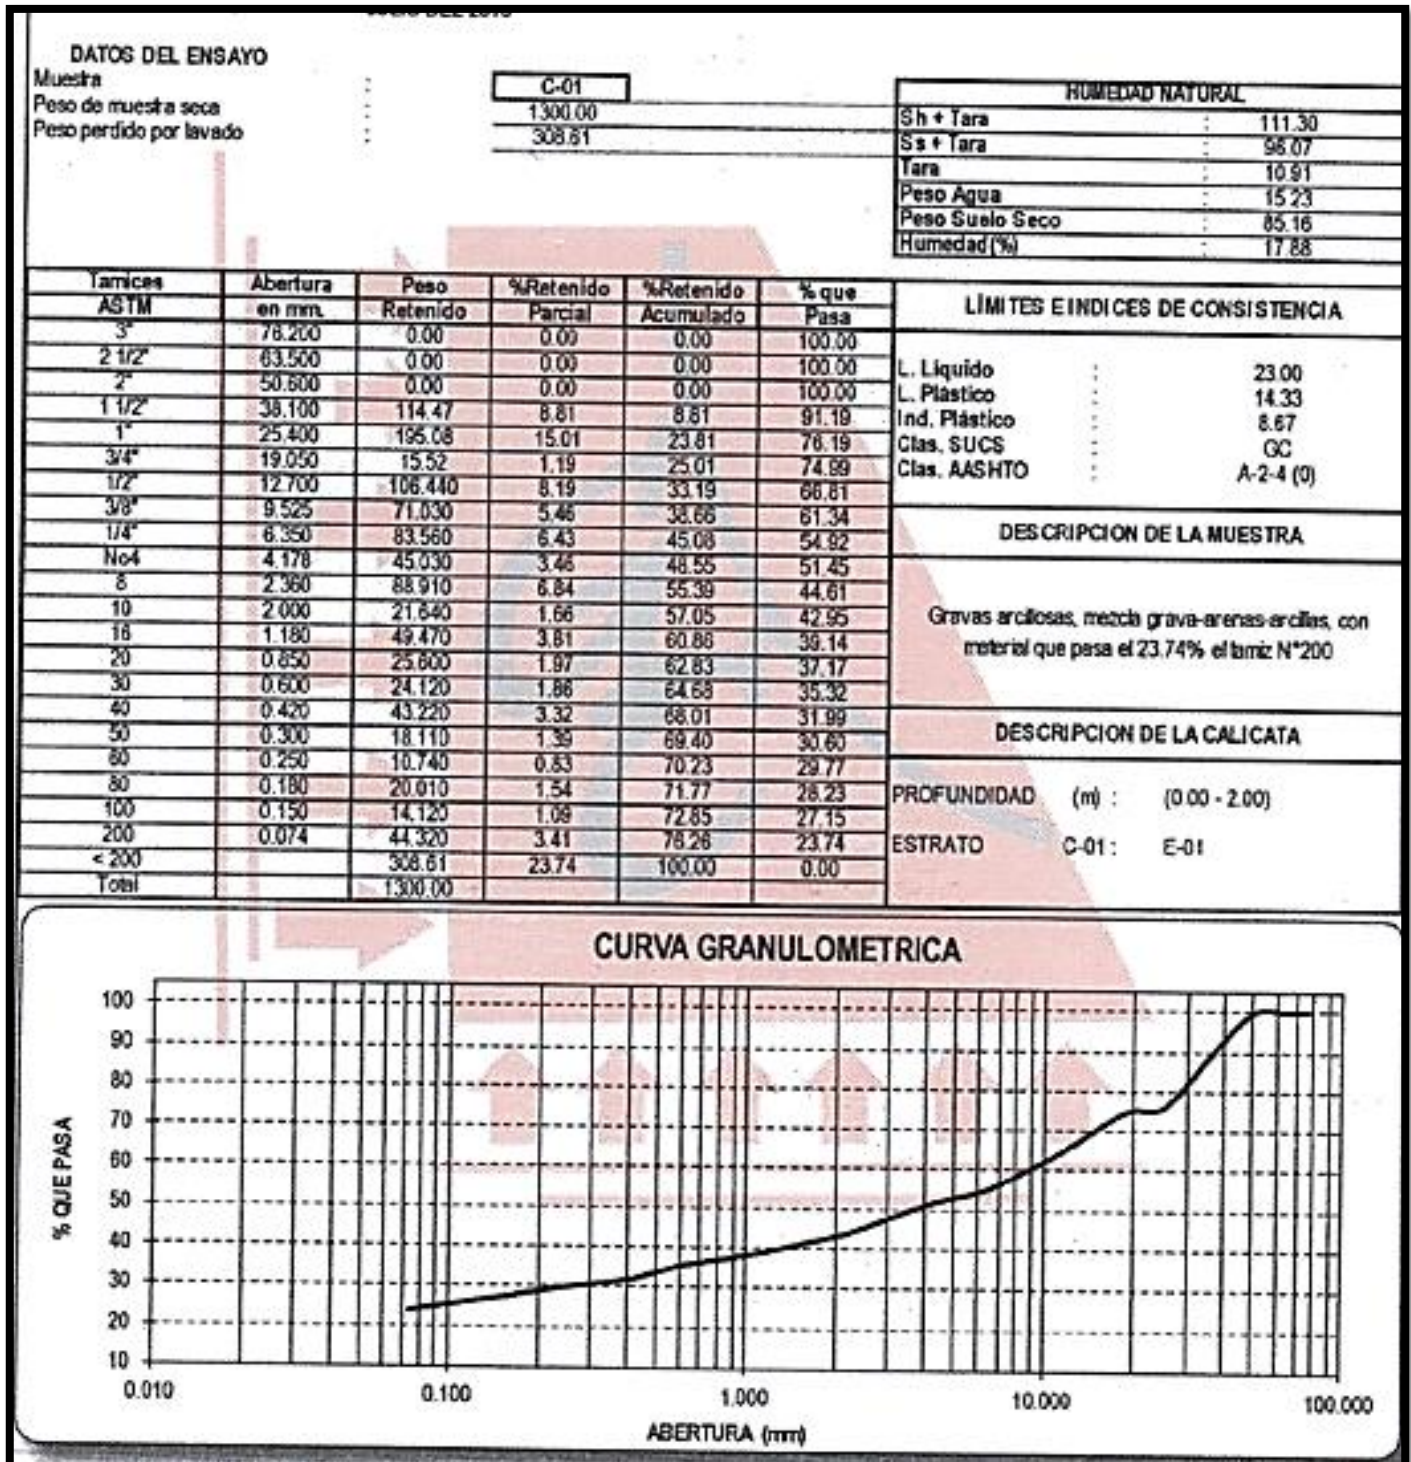 DATOS DEL ENSAYO
Muestra : C-01
Peso de muestra seca : 1300.00
Peso perdido por lavado : 308.61
HUMEDAD NATURAL
Sh + Tara : 111.30
Ss + Tara : 96.07
Tara : 10.91
Peso Agua : 15.23
Peso Suelo Seco : 85.16
Humedad (%) : 17.88
Tamices Abertura Peso %Retenido %Retenido % que
ASTM en mm. Retenido Parcial Acumulado Pasa
3" 76.200 0.00 0.00 0.00 100.00
2 1/2" 63.500 0.00 0.00 0.00 100.00
2" 50.600 0.00 0.00 0.00 100.00
1 1/2" 38.100 114.47 8.81 8.81 91.19
1" 25.400 195.08 15.01 23.81 76.19
3/4" 19.050 15.52 1.19 25.01 74.99
1/2" 12.700 106.440 8.19 33.19 66.81
3/8" 9.525 71.030 5.46 38.66 61.34
1/4" 6.350 83.560 6.43 45.08 54.92
No4 4.178 45.030 3.46 48.55 51.45
8 2.360 88.910 6.84 55.39 44.61
10 2.000 21.640 1.66 57.05 42.95
16 1.180 49.470 3.81 60.86 39.14
20 0.850 25.600 1.97 62.83 37.17
30 0.600 24.120 1.86 64.68 35.32
40 0.420 43.220 3.32 68.01 31.99
50 0.300 18.110 1.39 69.40 30.60
60 0.250 10.740 0.83 70.23 29.77
80 0.180 20.010 1.54 71.77 28.23
100 0.150 14.120 1.09 72.85 27.15
200 0.074 44.320 3.41 76.26 23.74
< 200 308.61 23.74 100.00 0.00
Total 1300.00
LÍMITES E INDICES DE CONSISTENCIA
L. Líquido : 23.00
L. Plástico : 14.33
Ind. Plástico : 8.67
Clas. SUCS : GC
Clas. AASHTO : A-2-4 (0)
DESCRIPCION DE LA MUESTRA
Gravas arcillosas, mezcla grava-arenas-arcillas, con
material que pasa el 23.74% el tamiz N°200
DESCRIPCION DE LA CALICATA
PROFUNDIDAD (m) : (0.00 - 2.00)
ESTRATO C-01 : E-01
CURVA GRANULOMETRICA
% QUE PASA
100
90
80
70
60
50
40
30
20
10
0.010 0.100 1.000 10.000 100.000
ABERTURA (mm)